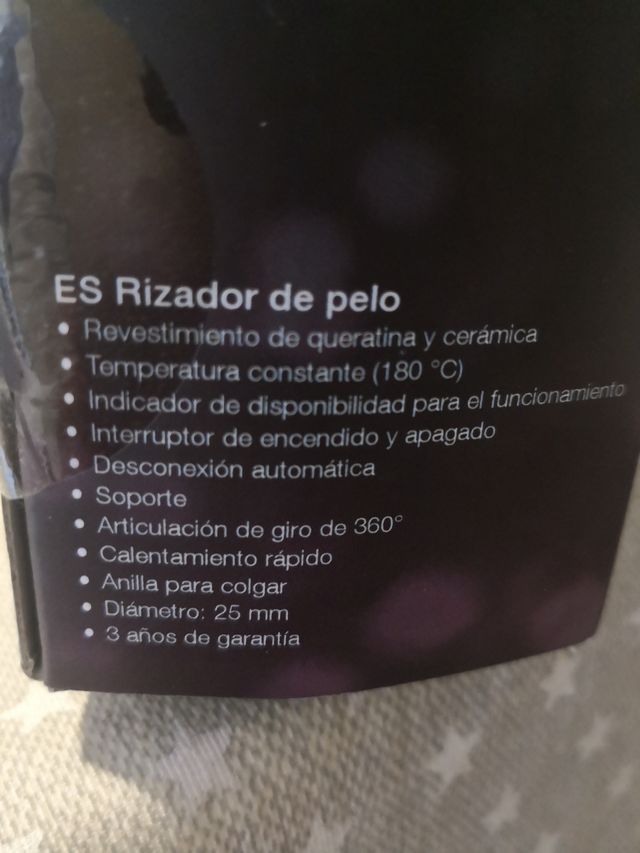 ES Rizador de pelo
• Revestimiento de queratina y cerámica
• Temperatura constante (180 °C)
• Indicador de disponibilidad para el funcionamiento
• Interruptor de encendido y apagado
• Desconexión automática
• Soporte
• Articulación de giro de 360°
• Calentamiento rápido
• Anilla para colgar
• Diámetro: 25 mm
• 3 años de garantía